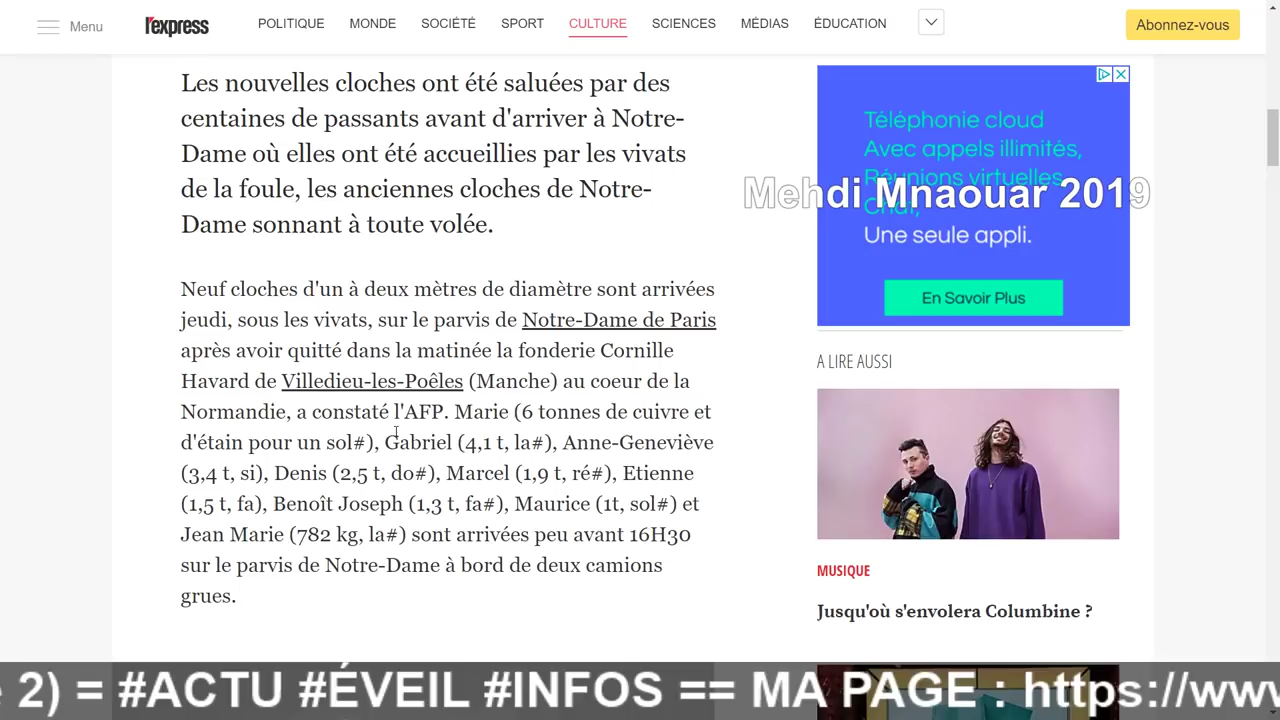 Menu
l'express
POLITIQUE
MONDE
SOCIÉTÉ
SPORT
CULTURE
SCIENCES
MÉDIAS
ÉDUCATION
Abonnez-vous
Les nouvelles cloches ont été saluées par des
centaines de passants avant d'arriver à Notre-
Dame où elles ont été accueillies par les vivats
de la foule, les anciennes cloches de Notre-
Dame sonnant à toute volée.
Neuf cloches d'un à deux mètres de diamètre sont arrivées
jeudi, sous les vivats, sur le parvis de Notre-Dame de Paris
après avoir quitté dans la matinée la fonderie Cornille
Havard de Villedieu-les-Poêles (Manche) au coeur de la
Normandie, a constaté l'AFP. Marie (6 tonnes de cuivre et
d'étain pour un sol#), Gabriel (4,1 t, la#), Anne-Geneviève
(3,4 t, si), Denis (2,5 t, do#), Marcel (1,9 t, ré#), Etienne
(1,5 t, fa), Benoît Joseph (1,3 t, fa#), Maurice (1t, sol#) et
Jean Marie (782 kg, la#) sont arrivées peu avant 16H30
sur le parvis de Notre-Dame à bord de deux camions
grues.
Téléphonie cloud
Avec appels illimités,
Réunions virtuelles,
Chat,
Une seule appli.
En Savoir Plus
Mehdi Mnaouar 2019
A LIRE AUSSI
MUSIQUE
Jusqu'où s'envolera Columbine ?
e 2) = #ACTU #ÉVEIL #INFOS == MA PAGE : https://www